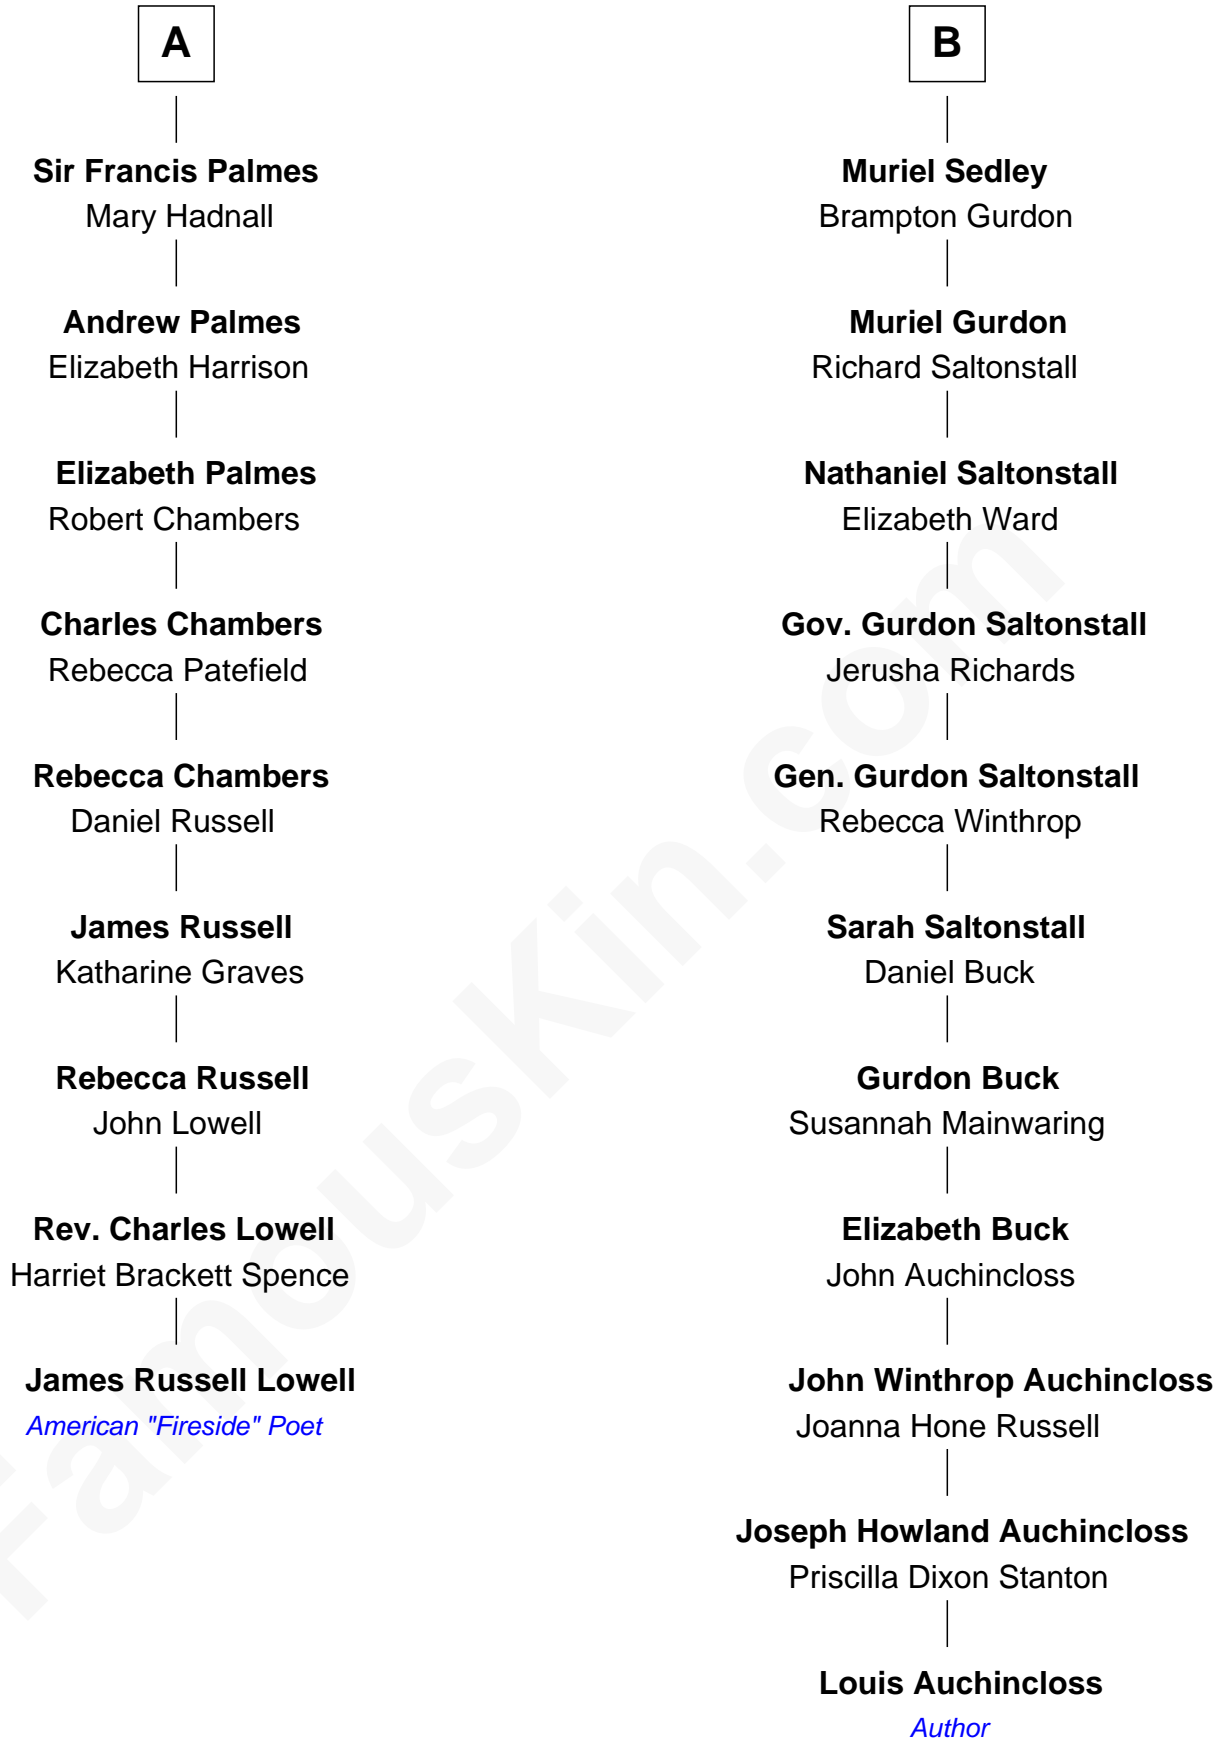 A
Sir Francis Palmes
Mary Hadnall
Andrew Palmes
Elizabeth Harrison
Elizabeth Palmes
Robert Chambers
Charles Chambers
Rebecca Patefield
Rebecca Chambers
Daniel Russell
James Russell
Katharine Graves
Rebecca Russell
John Lowell
Rev. Charles Lowell
Harriet Brackett Spence
James Russell Lowell
American "Fireside" Poet
B
Muriel Sedley
Brampton Gurdon
Muriel Gurdon
Richard Saltonstall
Nathaniel Saltonstall
Elizabeth Ward
Gov. Gurdon Saltonstall
Jerusha Richards
Gen. Gurdon Saltonstall
Rebecca Winthrop
Sarah Saltonstall
Daniel Buck
Gurdon Buck
Susannah Mainwaring
Elizabeth Buck
John Auchincloss
John Winthrop Auchincloss
Joanna Hone Russell
Joseph Howland Auchincloss
Priscilla Dixon Stanton
Louis Auchincloss
Author
FamousKin.com